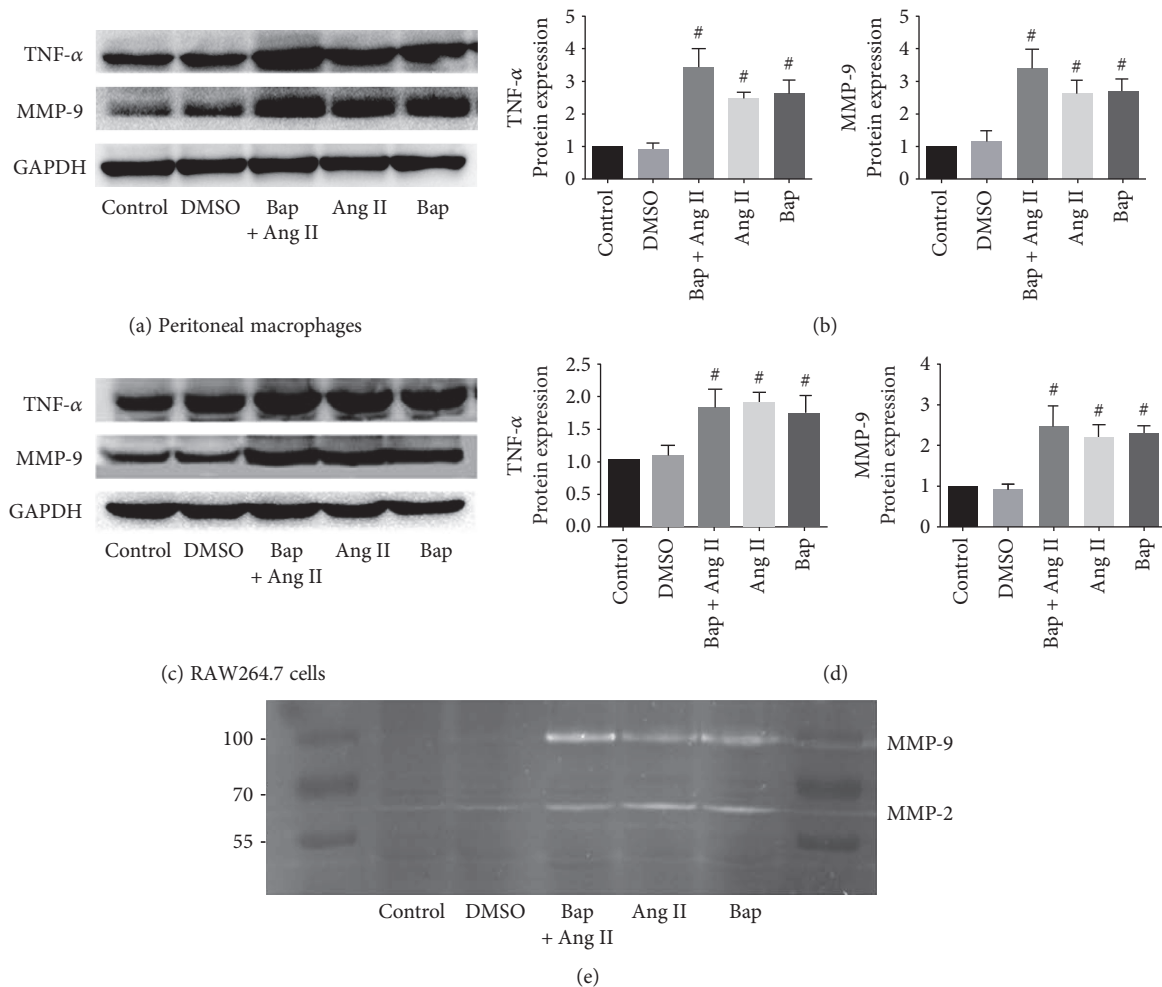 TNF-α
MMP-9
GAPDH
Control DMSO Bap + Ang II Ang II Bap
(a) Peritoneal macrophages
TNF-α
Protein expression
5
4
3
2
1
0
#
#
#
Control
DMSO
Bap + Ang II
Ang II
Bap
MMP-9
Protein expression
5
4
3
2
1
0
#
#
#
Control
DMSO
Bap + Ang II
Ang II
Bap
(b)
TNF-α
MMP-9
GAPDH
Control DMSO Bap + Ang II Ang II Bap
(c) RAW264.7 cells
TNF-α
Protein expression
2.5
2.0
1.5
1.0
0.5
0.0
#
#
#
Control
DMSO
Bap + Ang II
Ang II
Bap
MMP-9
Protein expression
4
3
2
1
0
#
#
#
Control
DMSO
Bap + Ang II
Ang II
Bap
(d)
100
70
55
MMP-9
MMP-2
Control DMSO Bap + Ang II Ang II Bap
(e)